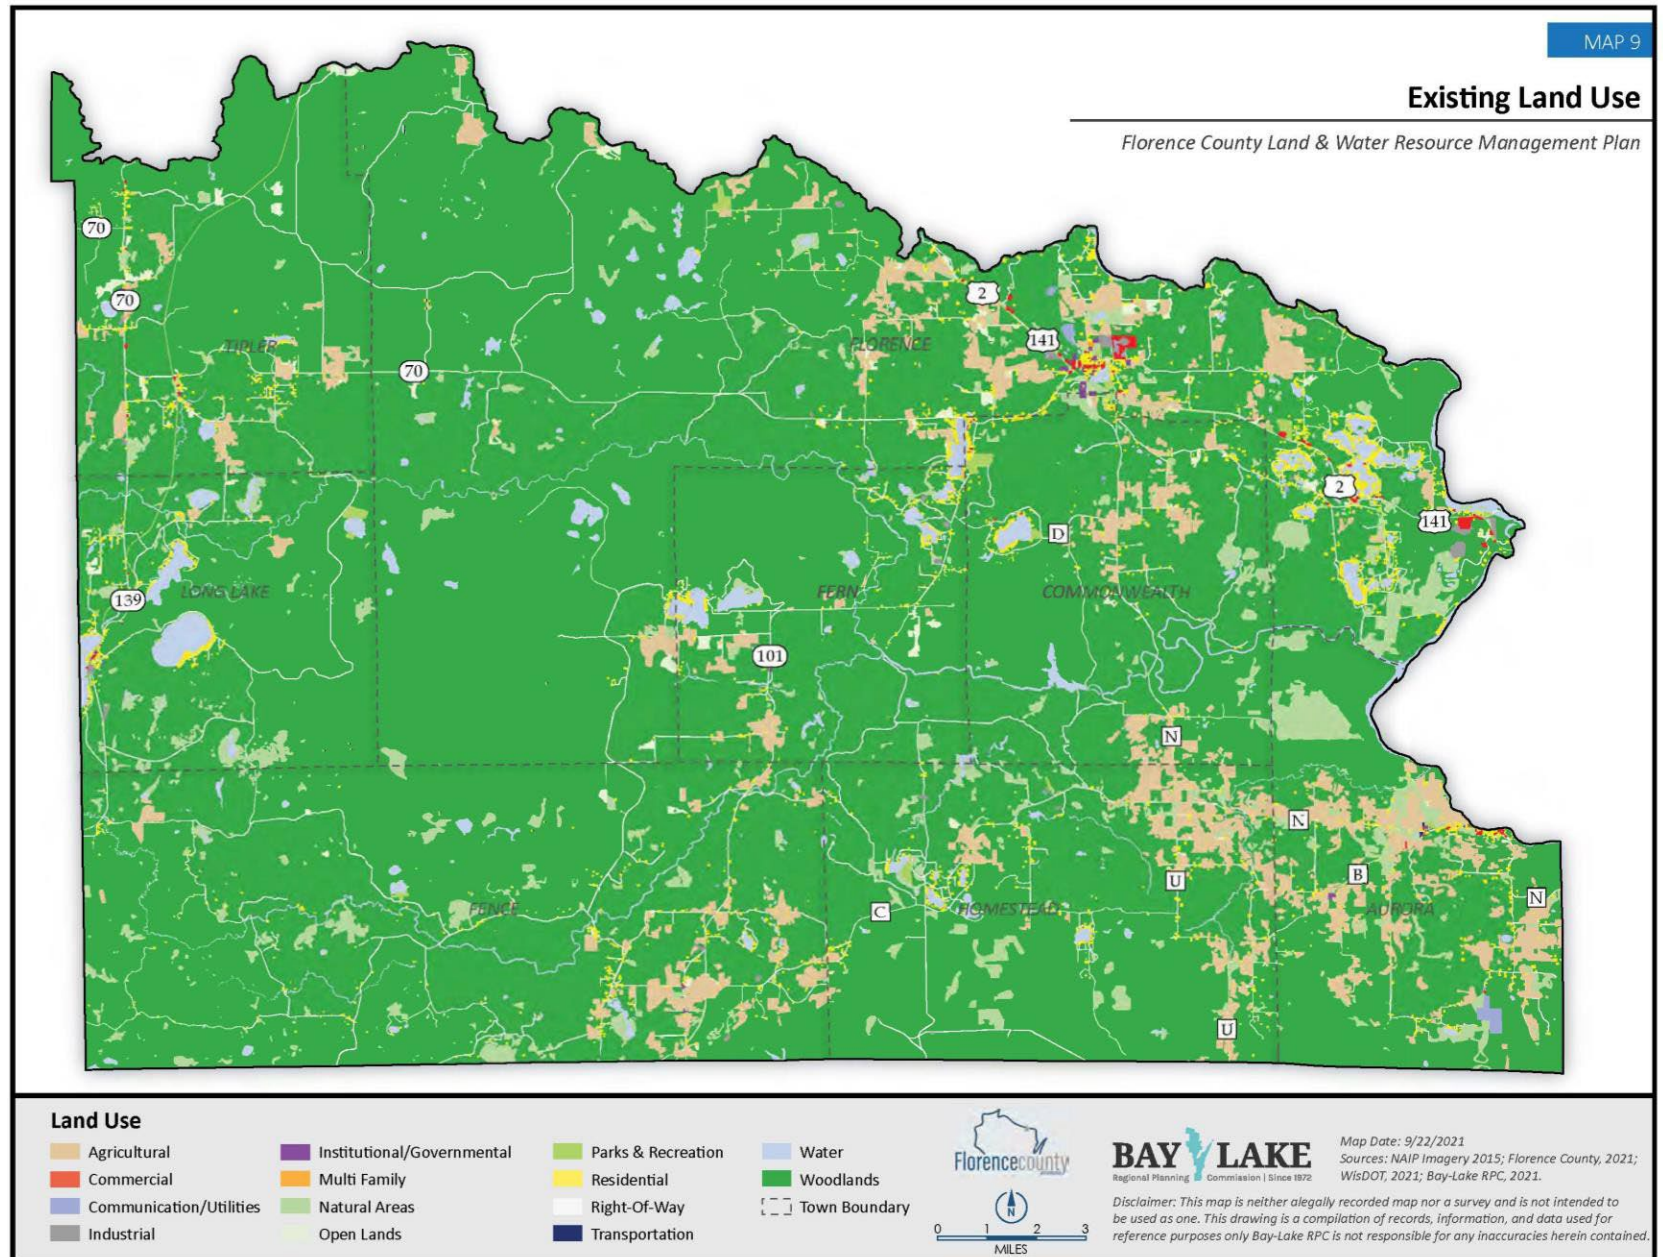 MAP 9
Existing Land Use
Florence County Land & Water Resource Management Plan
70
70
2
141
TIPLER
FLORENCE
70
2
141
D
139
LONG LAKE
FERN
COMMONWEALTH
101
N
N
U
B
N
C
FENCE
HOMESTEAD
AURORA
U
Land Use
Agricultural
Commercial
Communication/Utilities
Industrial
Institutional/Governmental
Multi Family
Natural Areas
Open Lands
Parks & Recreation
Residential
Right-Of-Way
Transportation
Water
Woodlands
Town Boundary
Florencecounty
N
0 1 2 3
MILES
BAY LAKE
Regional Planning Commission | Since 1972
Map Date: 9/22/2021
Sources: NAIP Imagery 2015; Florence County, 2021;
WisDOT, 2021; Bay-Lake RPC, 2021.
Disclaimer: This map is neither alegally recorded map nor a survey and is not intended to
be used as one. This drawing is a compilation of records, information, and data used for
reference purposes only Bay-Lake RPC is not responsible for any inaccuracies herein contained.